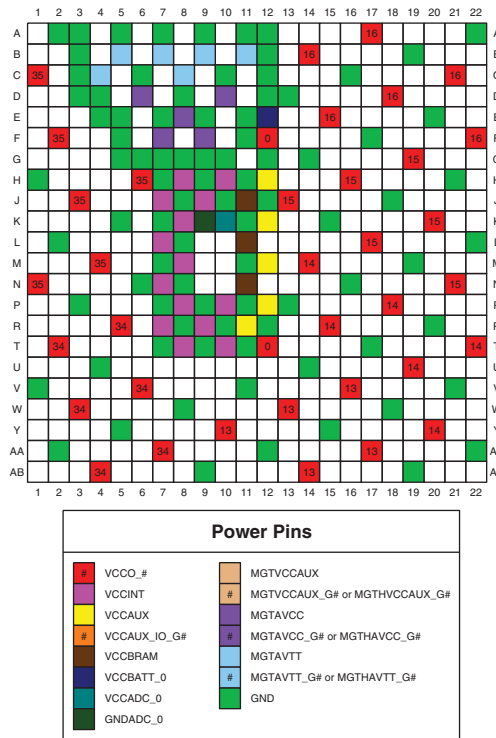 1 2 3 4 5 6 7 8 9 10 11 12 13 14 15 16 17 18 19 20 21 22
A 16
B 16
C 35 16
D 16
E 16
F 35 0 16
G 15
H 35 15
J 35 15
K 15
L 15
M 35 14
N 35 15
P 14
R 34 14
T 34 0 14
U 14
V 34 13
W 34 13
Y 13 14
AA 34 13
AB 34 13
1 2 3 4 5 6 7 8 9 10 11 12 13 14 15 16 17 18 19 20 21 22
Power Pins
# VCCO_#
VCCINT
VCCAUX
# VCCAUX_IO_G#
VCCBRAM
VCCBATT_0
VCCADC_0
GNDADC_0
MGTVCCAUX
# MGTVCCAUX_G# or MGTHVCCAUX_G#
MGTAVCC
# MGTAVCC_G# or MGTHAVCC_G#
MGTAVTT
# MGTAVTT_G# or MGTHAVTT_G#
GND